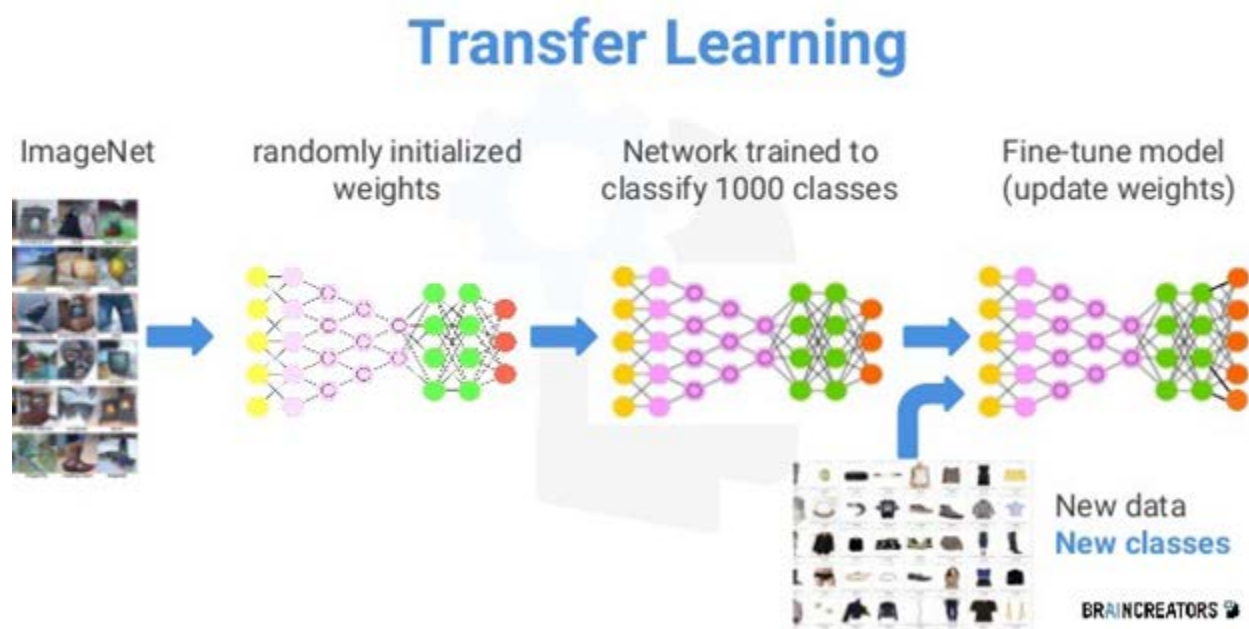 Transfer Learning
ImageNet
randomly initialized
weights
Network trained to
classify 1000 classes
Fine-tune model
(update weights)
New data
New classes
BRAINCREATORS